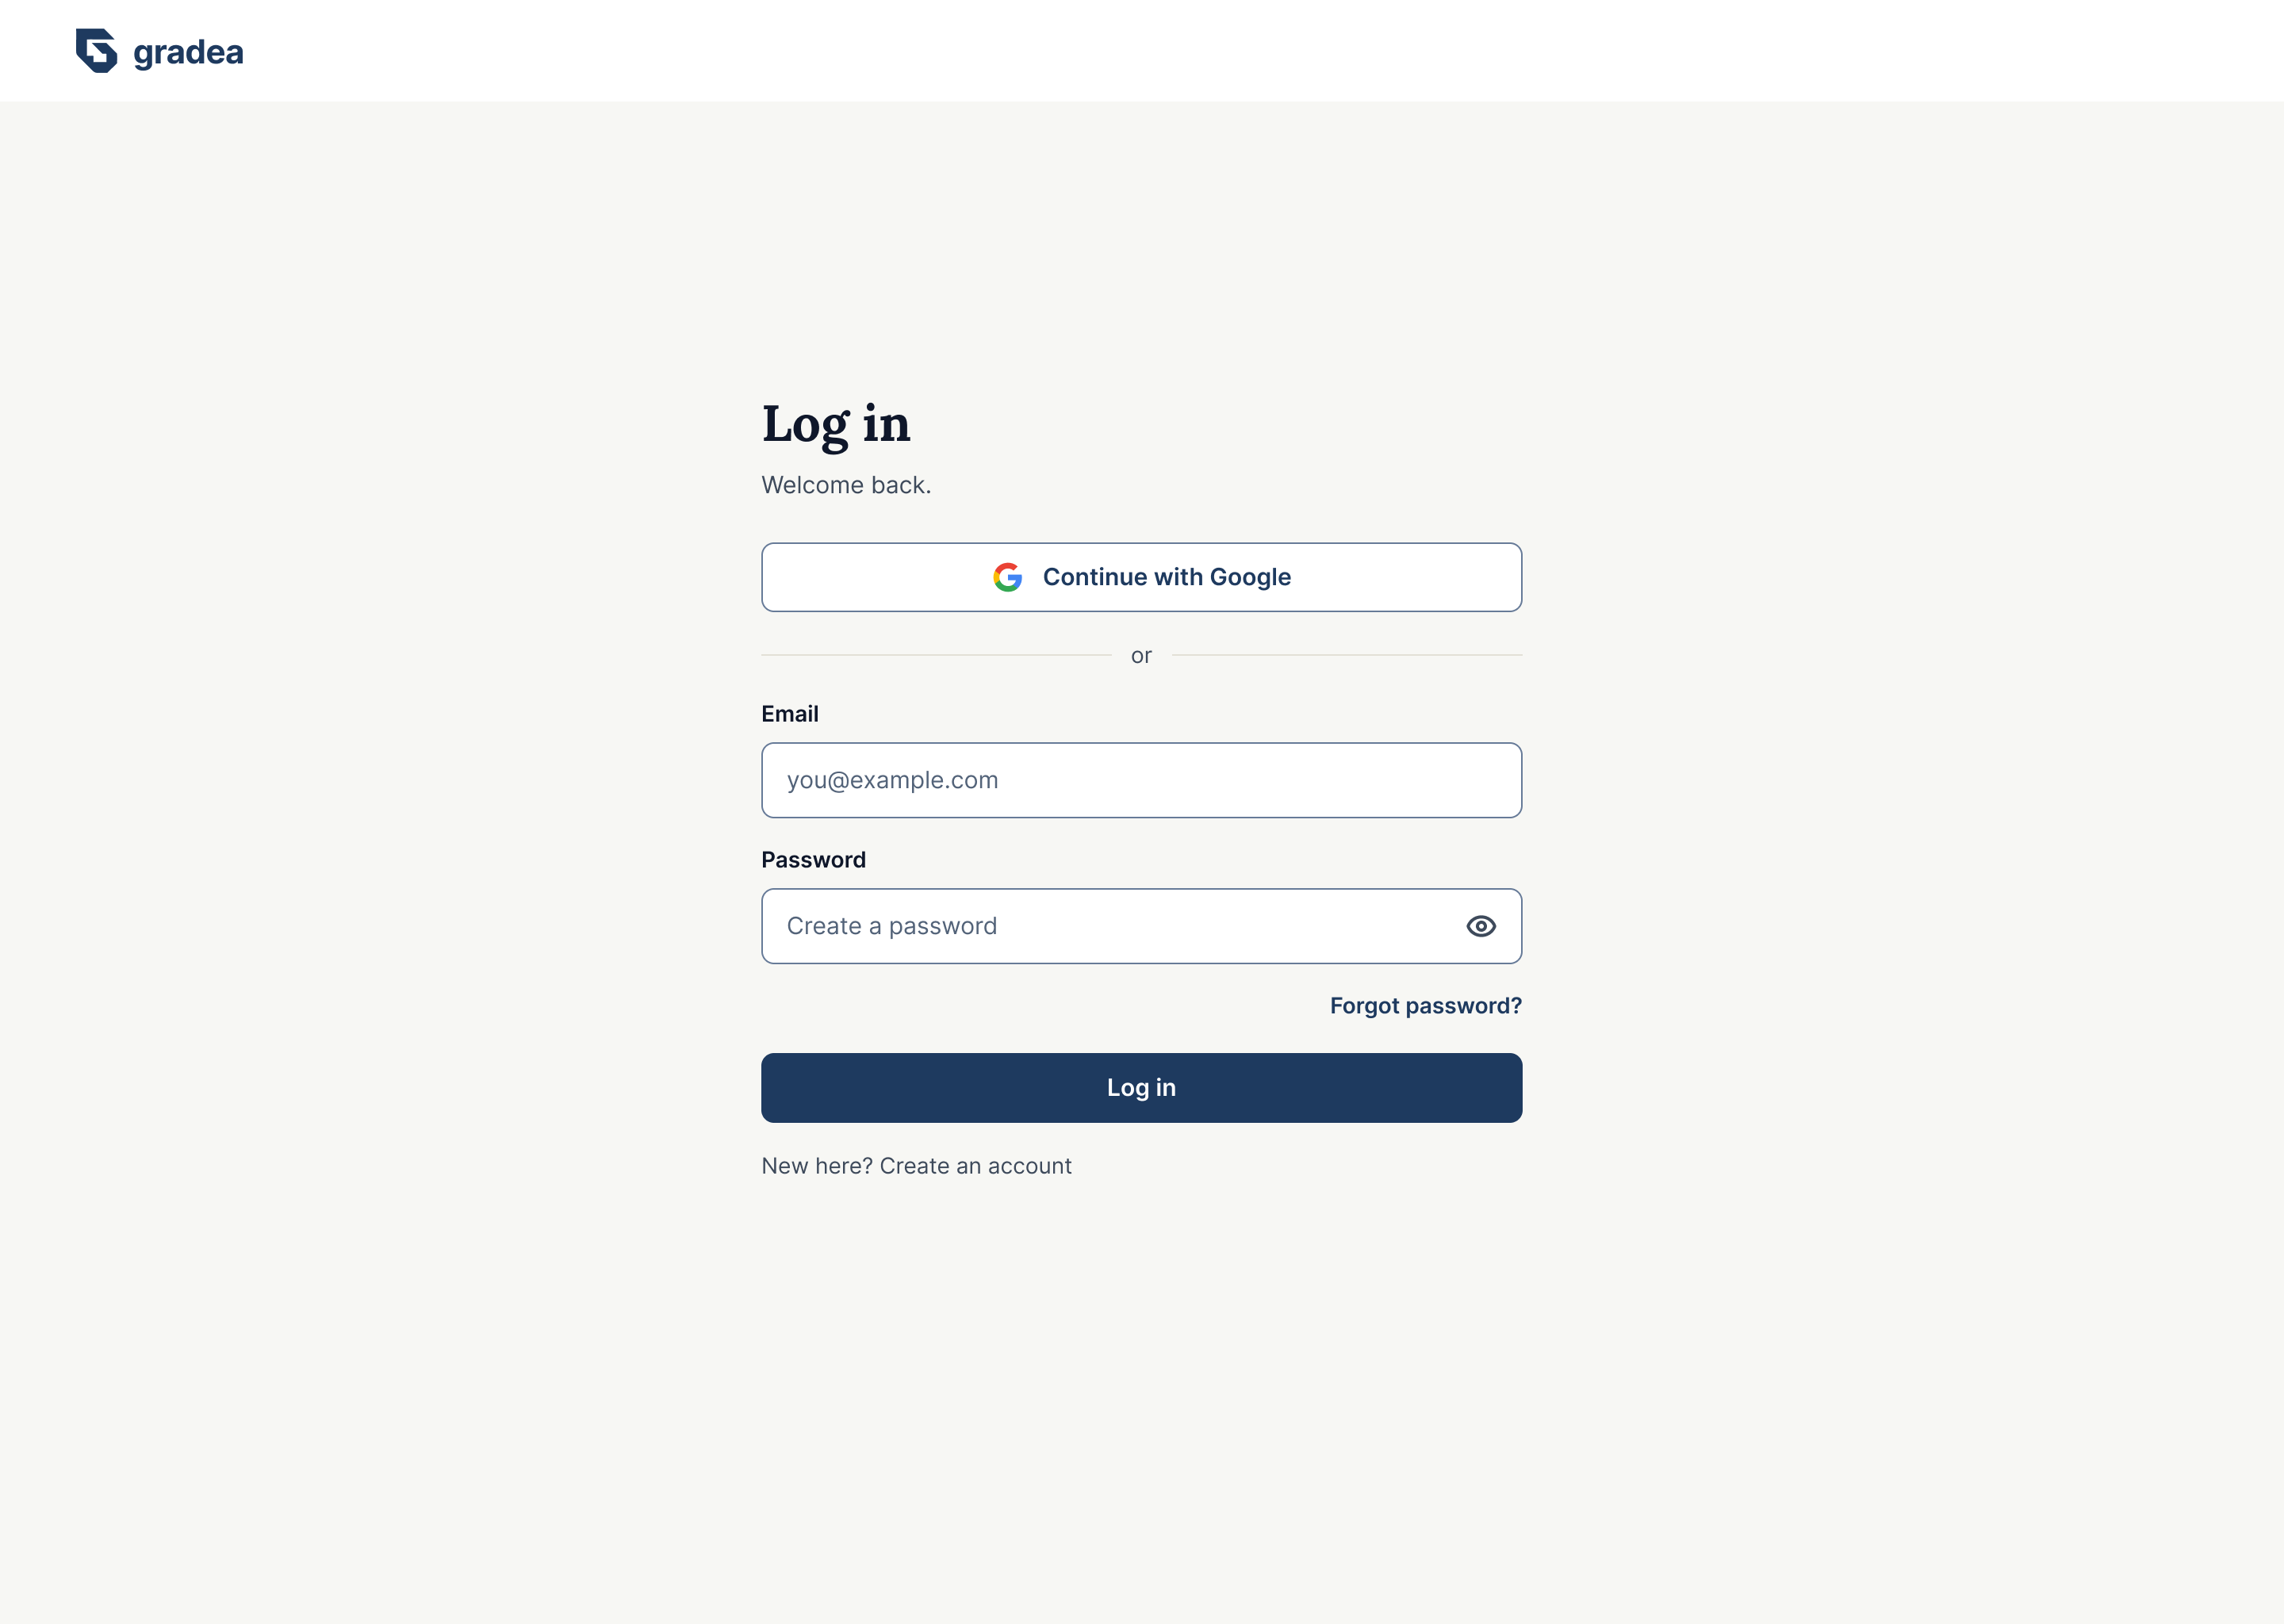 gradea
Log in
Welcome back.
Continue with Google
or
Email
you@example.com
Password
Create a password
Forgot password?
Log in
New here? Create an account